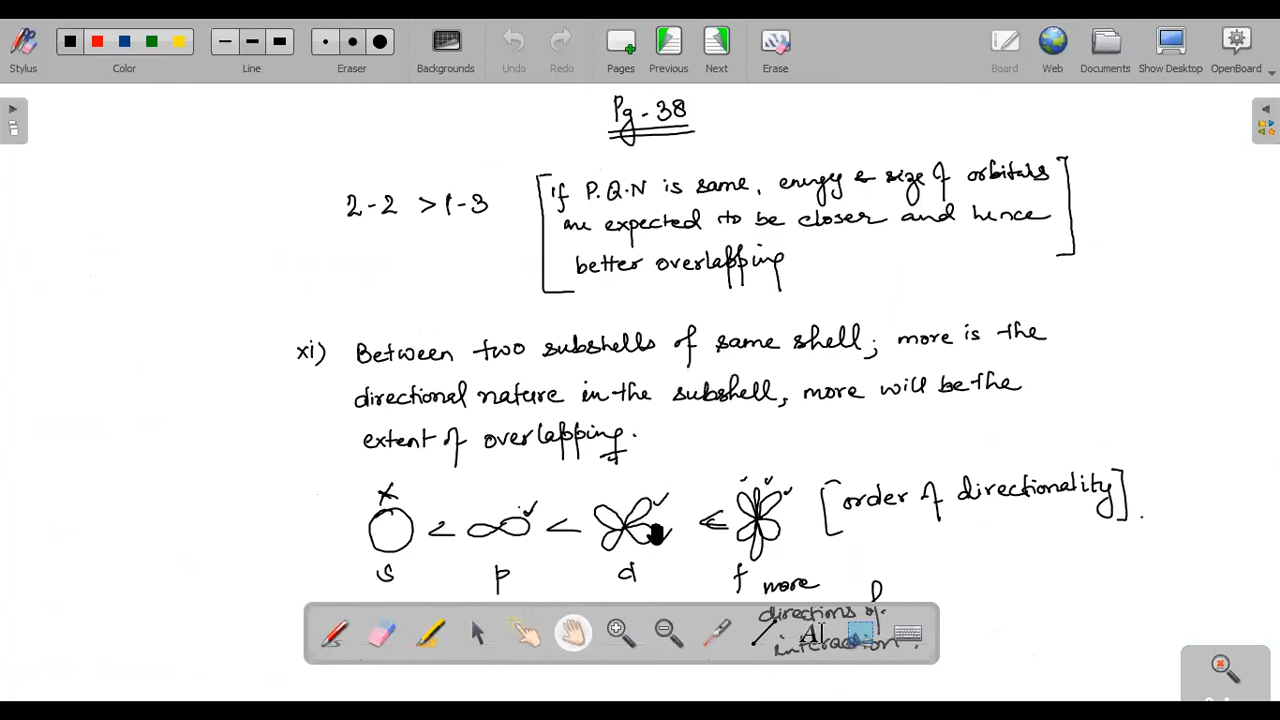 Stylus
Color
Line
Eraser
Backgrounds
Undo
Redo
Pages
Previous
Next
Erase
Board
Web
Documents
Show Desktop
OpenBoard
Pg-38
2-2 > 1-3
[If P.Q.N is same, energy & size of orbitals
are expected to be closer and hence
better overlapping]
xi) Between two subshells of same shell; more is the
directional nature in the subshell, more will be the
extent of overlapping.
s < p < d < f [order of directionality].
more
directions of
interaction.